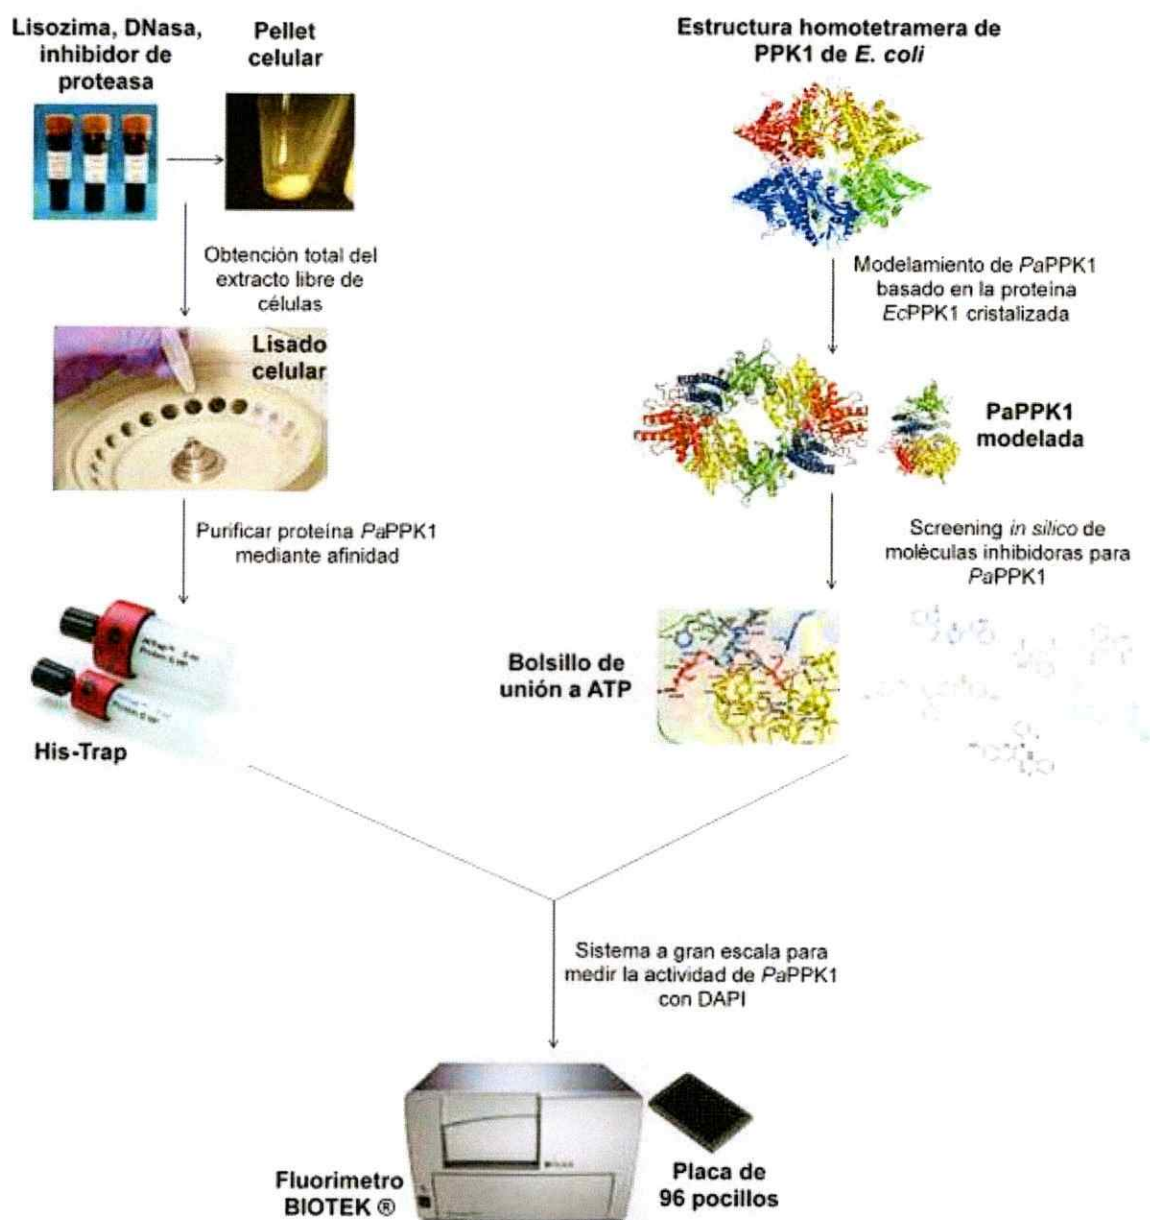 Lisozima, DNasa,
inhibidor de
proteasa
Pellet
celular
Obtención total del
extracto libre de
células
Lisado
celular
Purificar proteína PaPPK1
mediante afinidad
His-Trap
Estructura homotetramera de
PPK1 de E. coli
Modelamiento de PaPPK1
basado en la proteína
EcPPK1 cristalizada
PaPPK1
modelada
Screening in silico de
moléculas inhibidoras para
PaPPK1
Bolsillo de
unión a ATP
Sistema a gran escala para
medir la actividad de PaPPK1
con DAPI
Fluorimetro
BIOTEK ®
Placa de
96 pocillos